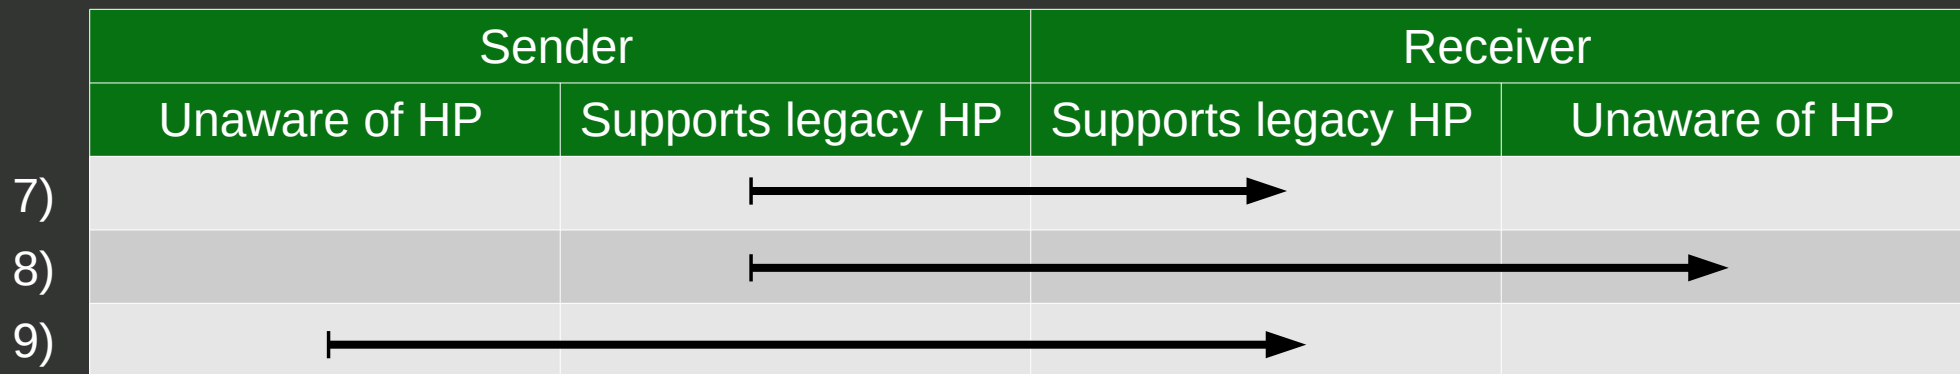 Sender Receiver
Unaware of HP Supports legacy HP Supports legacy HP Unaware of HP
7)
8)
9)